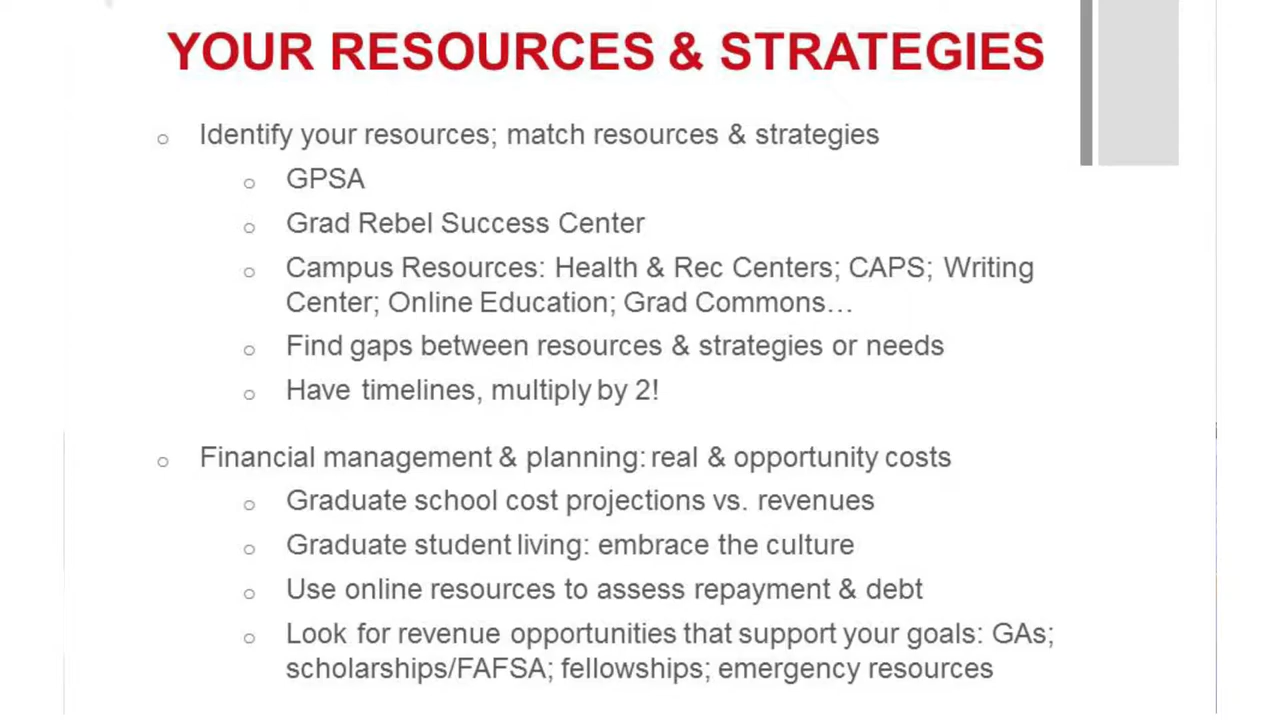 YOUR RESOURCES & STRATEGIES
Identify your resources; match resources & strategies
GPSA
Grad Rebel Success Center
Campus Resources: Health & Rec Centers; CAPS; Writing
Center; Online Education; Grad Commons…
Find gaps between resources & strategies or needs
Have timelines, multiply by 2!
Financial management & planning: real & opportunity costs
Graduate school cost projections vs. revenues
Graduate student living: embrace the culture
Use online resources to assess repayment & debt
Look for revenue opportunities that support your goals: GAs;
scholarships/FAFSA; fellowships; emergency resources